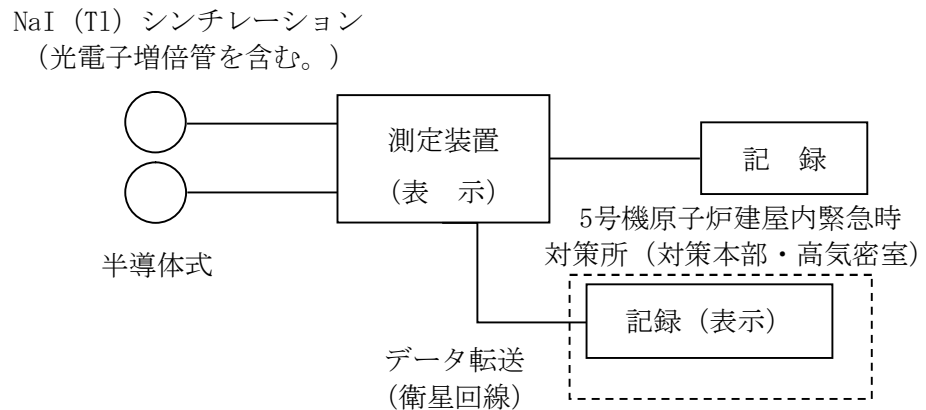 NaI（Tl）シンチレーション
（光電子増倍管を含む。）
測定装置
（表　示）
記　録
5号機原子炉建屋内緊急時
対策所（対策本部・高気密室）
半導体式
記録（表示）
データ転送
（衛星回線）